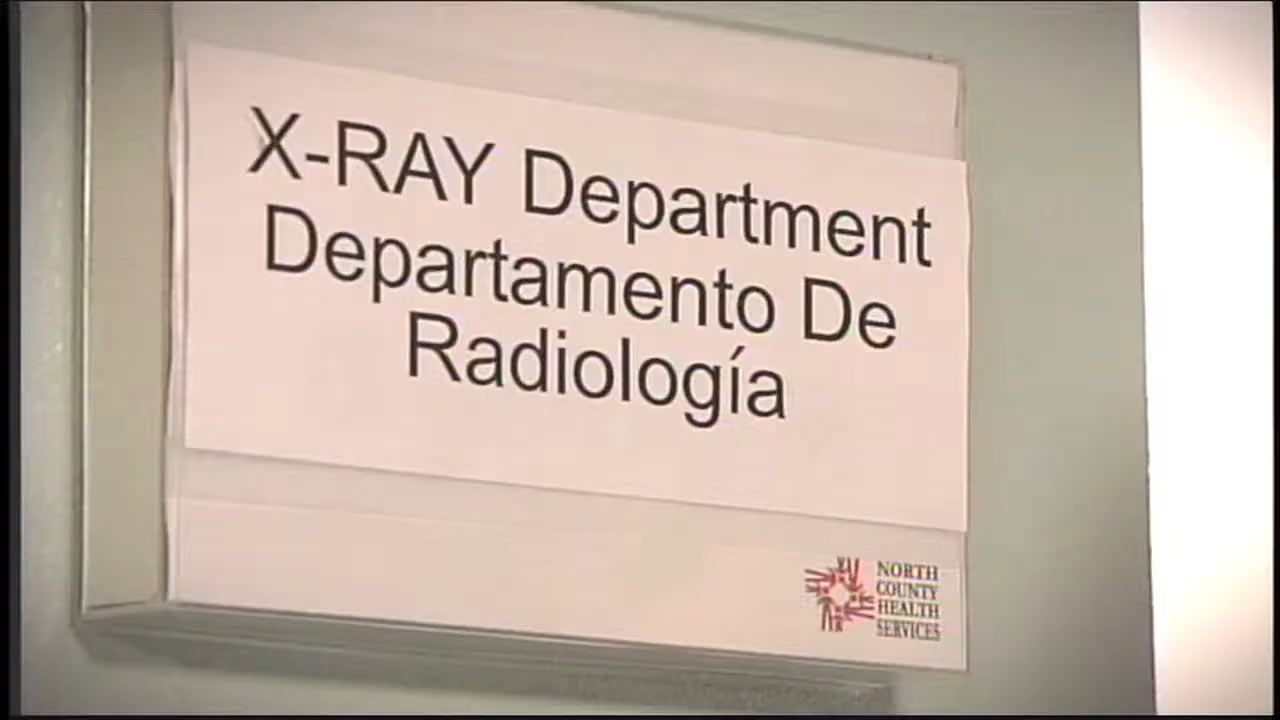 X-RAY Department
Departamento De
Radiología
NORTH
COUNTY
HEALTH
SERVICES